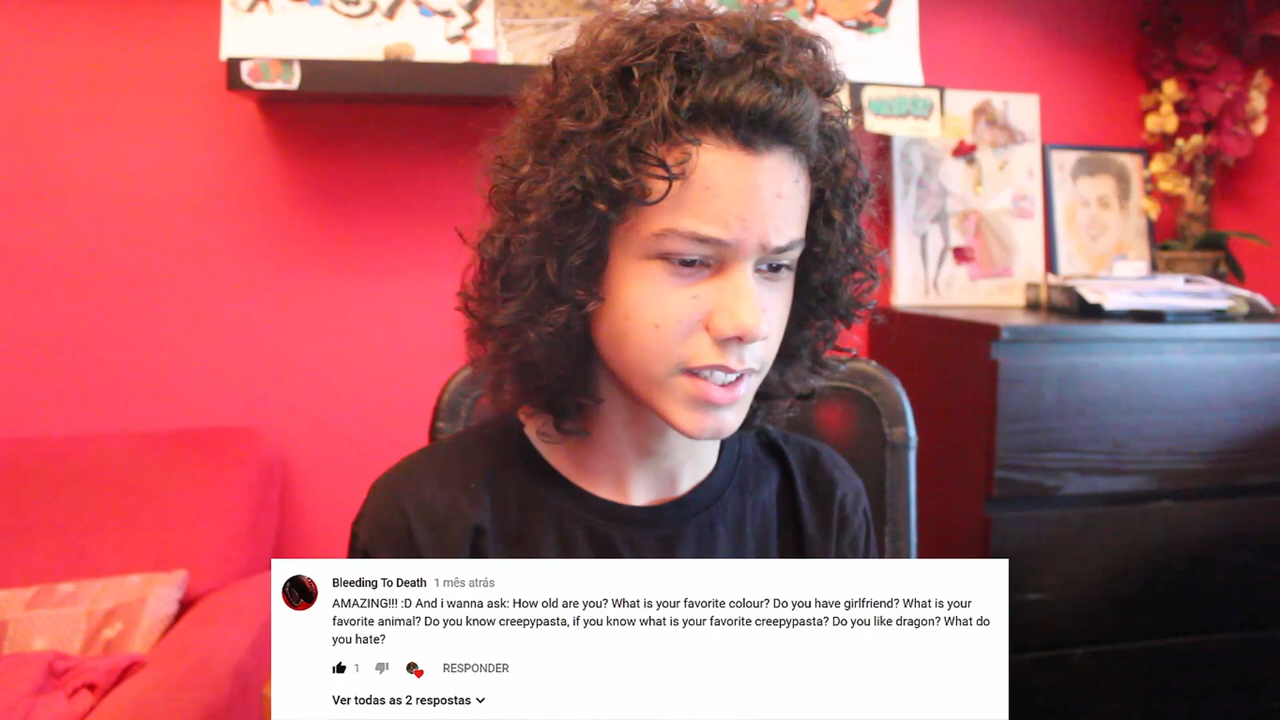 Bleeding To Death 1 mês atrás
AMAZING!!! :D And i wanna ask: How old are you? What is your favorite colour? Do you have girlfriend? What is your
favorite animal? Do you know creepypasta, if you know what is your favorite creepypasta? Do you like dragon? What do
you hate?
1 RESPONDER
Ver todas as 2 respostas